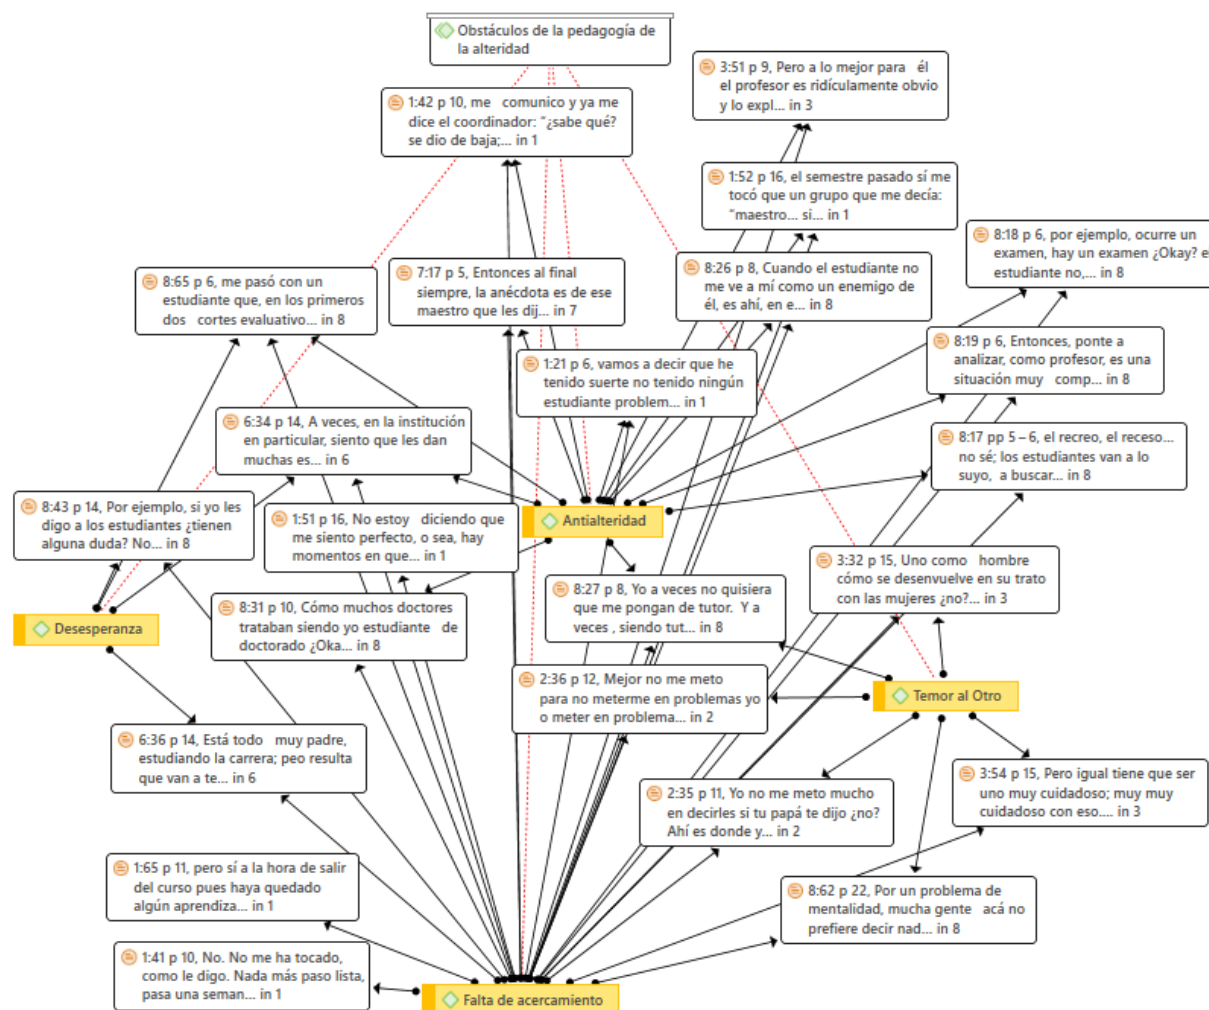 Obstáculos de la pedagogía de
la alteridad
3:51 p 9, Pero a lo mejor para él
el profesor es ridículamente obvio
y lo expl... in 3
1:42 p 10, me comunico y ya me
dice el coordinador: “¿sabe qué?
se dio de baja;... in 1
1:52 p 16, el semestre pasado sí me
tocó que un grupo que me decía:
“maestro... si... in 1
8:18 p 6, por ejemplo, ocurre un
examen, hay un examen ¿Okay? el
estudiante no,... in 8
8:65 p 6, me pasó con un
estudiante que, en los primeros
dos cortes evaluativo... in 8
7:17 p 5, Entonces al final
siempre, la anécdota es de ese
maestro que les dij... in 7
8:26 p 8, Cuando el estudiante no
me ve a mí como un enemigo de
él, es ahí, en e... in 8
8:19 p 6, Entonces, ponte a
analizar, como profesor, es una
situación muy comp... in 8
1:21 p 6, vamos a decir que he
tenido suerte no tenido ningún
estudiante problem... in 1
6:34 p 14, A veces, en la institución
en particular, siento que les dan
muchas es... in 6
8:17 pp 5 – 6, el recreo, el receso...
no sé; los estudiantes van a lo
suyo, a buscar... in 8
8:43 p 14, Por ejemplo, si yo les
digo a los estudiantes ¿tienen
alguna duda? No... in 8
1:51 p 16, No estoy diciendo que
me siento perfecto, o sea, hay
momentos en que... in 1
Antialteridad
3:32 p 15, Uno como hombre
cómo se desenvuelve en su trato
con las mujeres ¿no?... in 3
8:27 p 8, Yo a veces no quisiera
que me pongan de tutor. Y a
veces , siendo tut... in 8
8:31 p 10, Cómo muchos doctores
trataban siendo yo estudiante de
doctorado ¿Oka... in 8
Desesperanza
2:36 p 12, Mejor no me meto
para no meterme en problemas yo
o meter en problema... in 2
Temor al Otro
6:36 p 14, Está todo muy padre,
estudiando la carrera; peo resulta
que van a te... in 6
3:54 p 15, Pero igual tiene que ser
uno muy cuidadoso; muy muy
cuidadoso con eso.... in 3
2:35 p 11, Yo no me meto mucho
en decirles si tu papá te dijo ¿no?
Ahí es donde y... in 2
1:65 p 11, pero sí a la hora de salir
del curso pues haya quedado
algún aprendiza... in 1
8:62 p 22, Por un problema de
mentalidad, mucha gente acá no
prefiere decir nad... in 8
1:41 p 10, No. No me ha tocado,
como le digo. Nada más paso lista,
pasa una seman... in 1
Falta de acercamiento